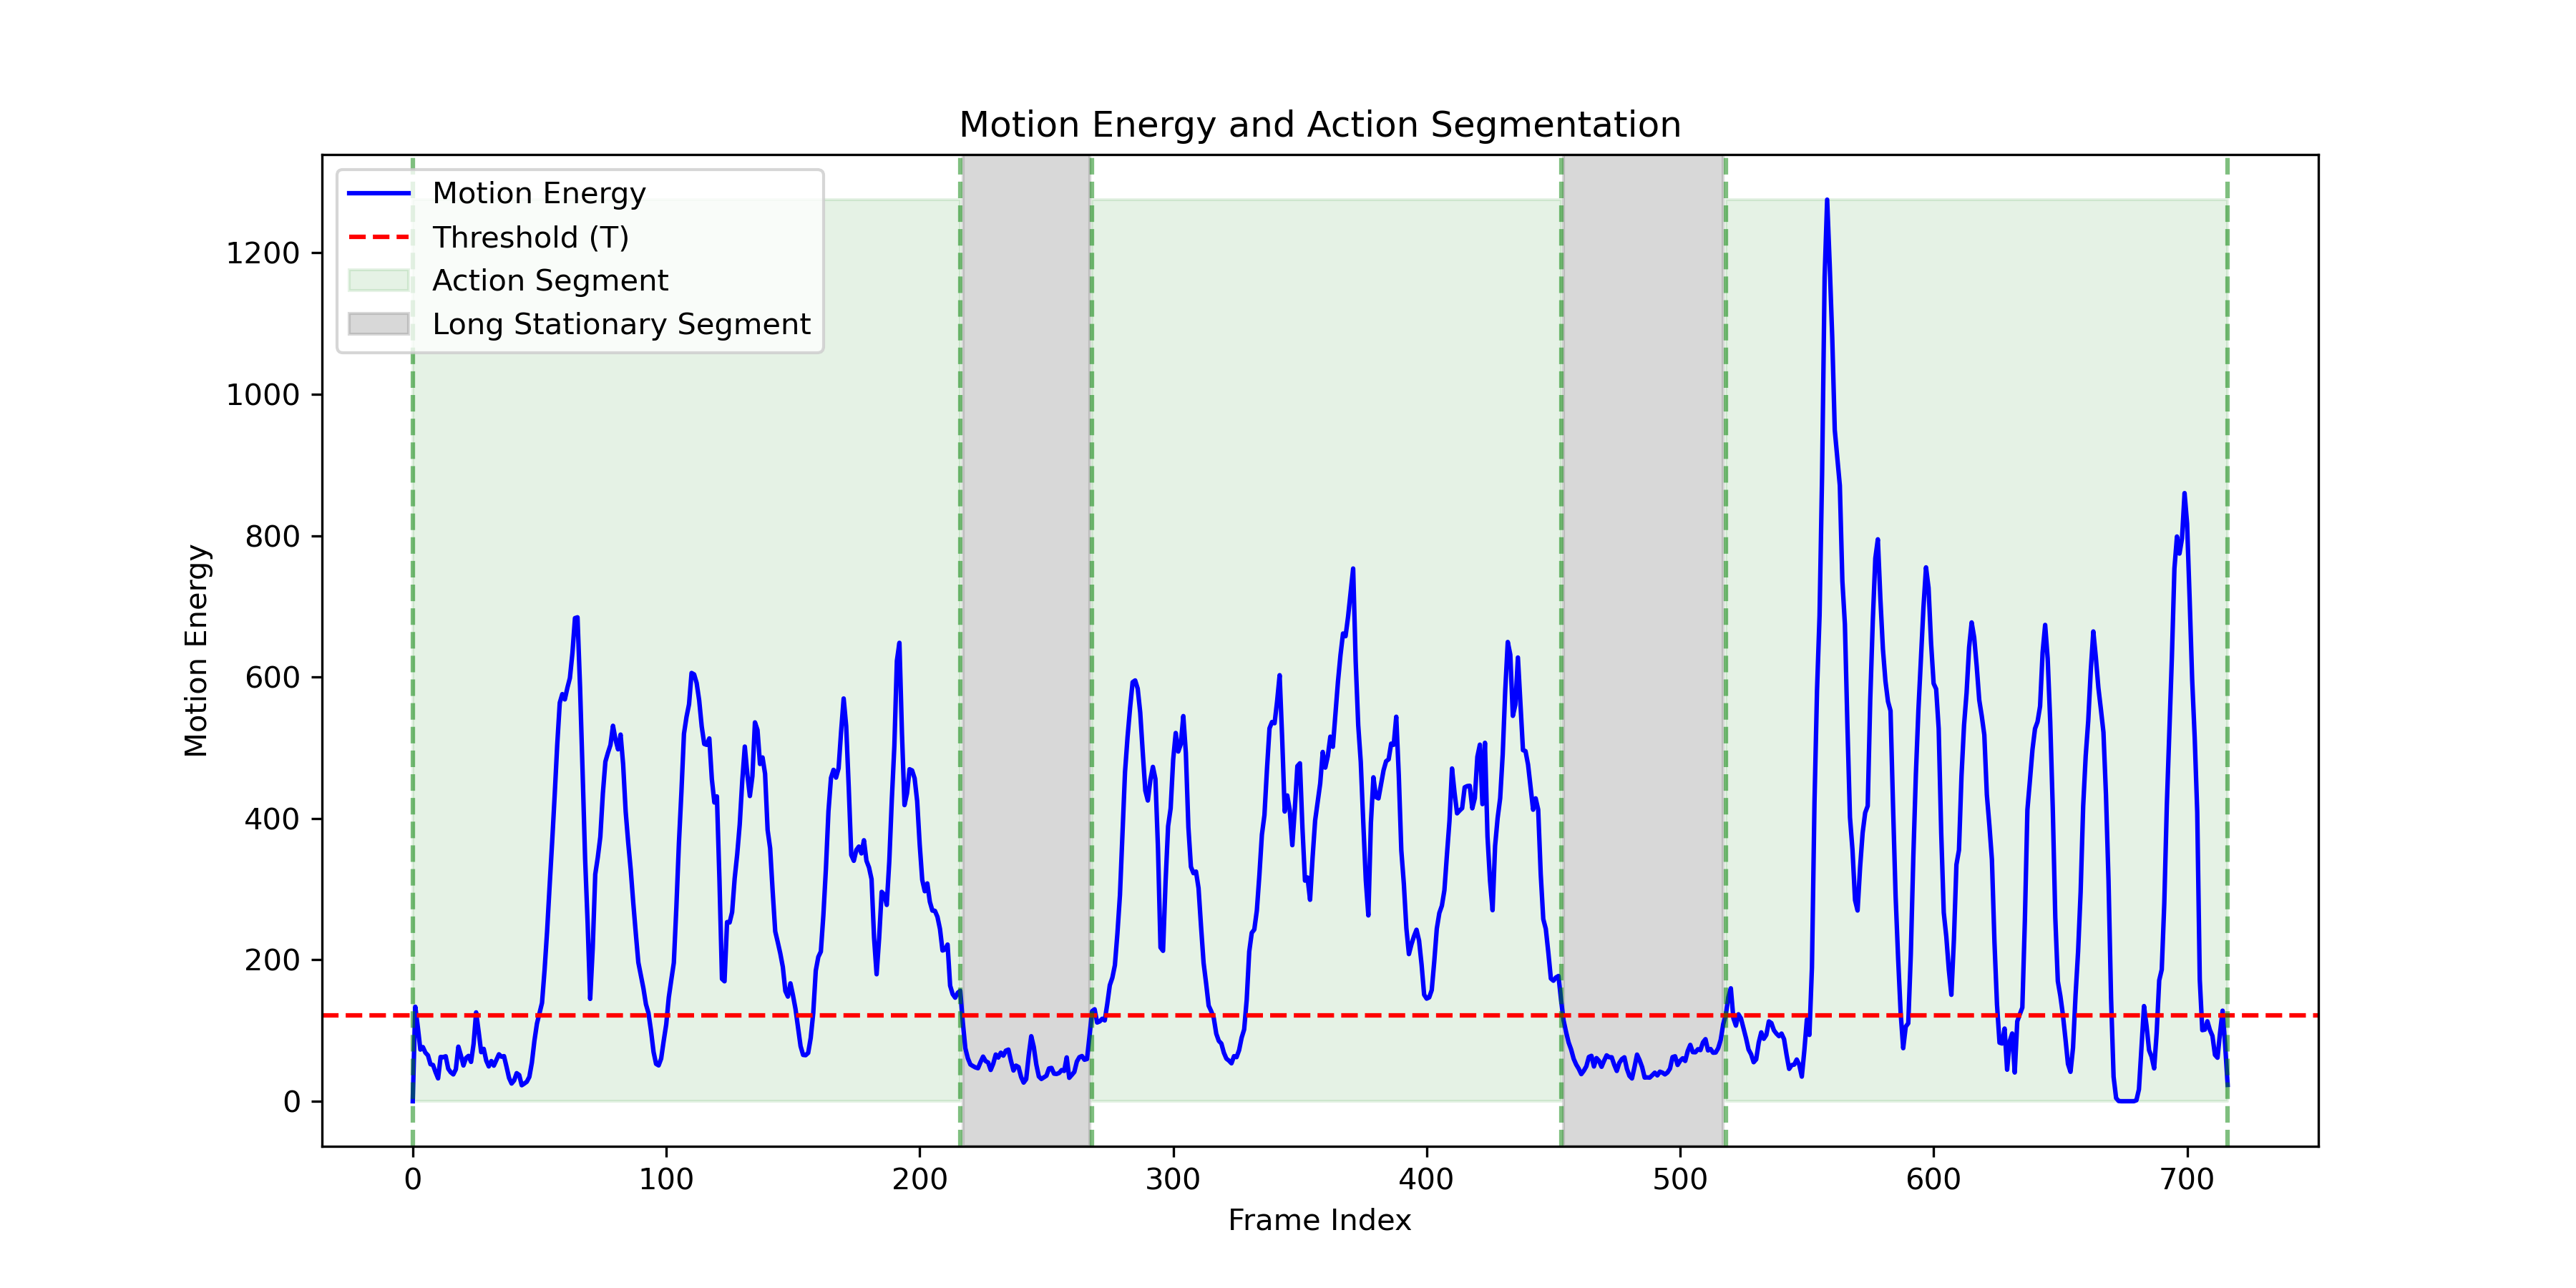 Motion Energy and Action Segmentation
Motion Energy
Threshold (T)
Action Segment
Long Stationary Segment
Motion Energy
1200
1000
800
600
400
200
0
0 100 200 300 400 500 600 700
Frame Index